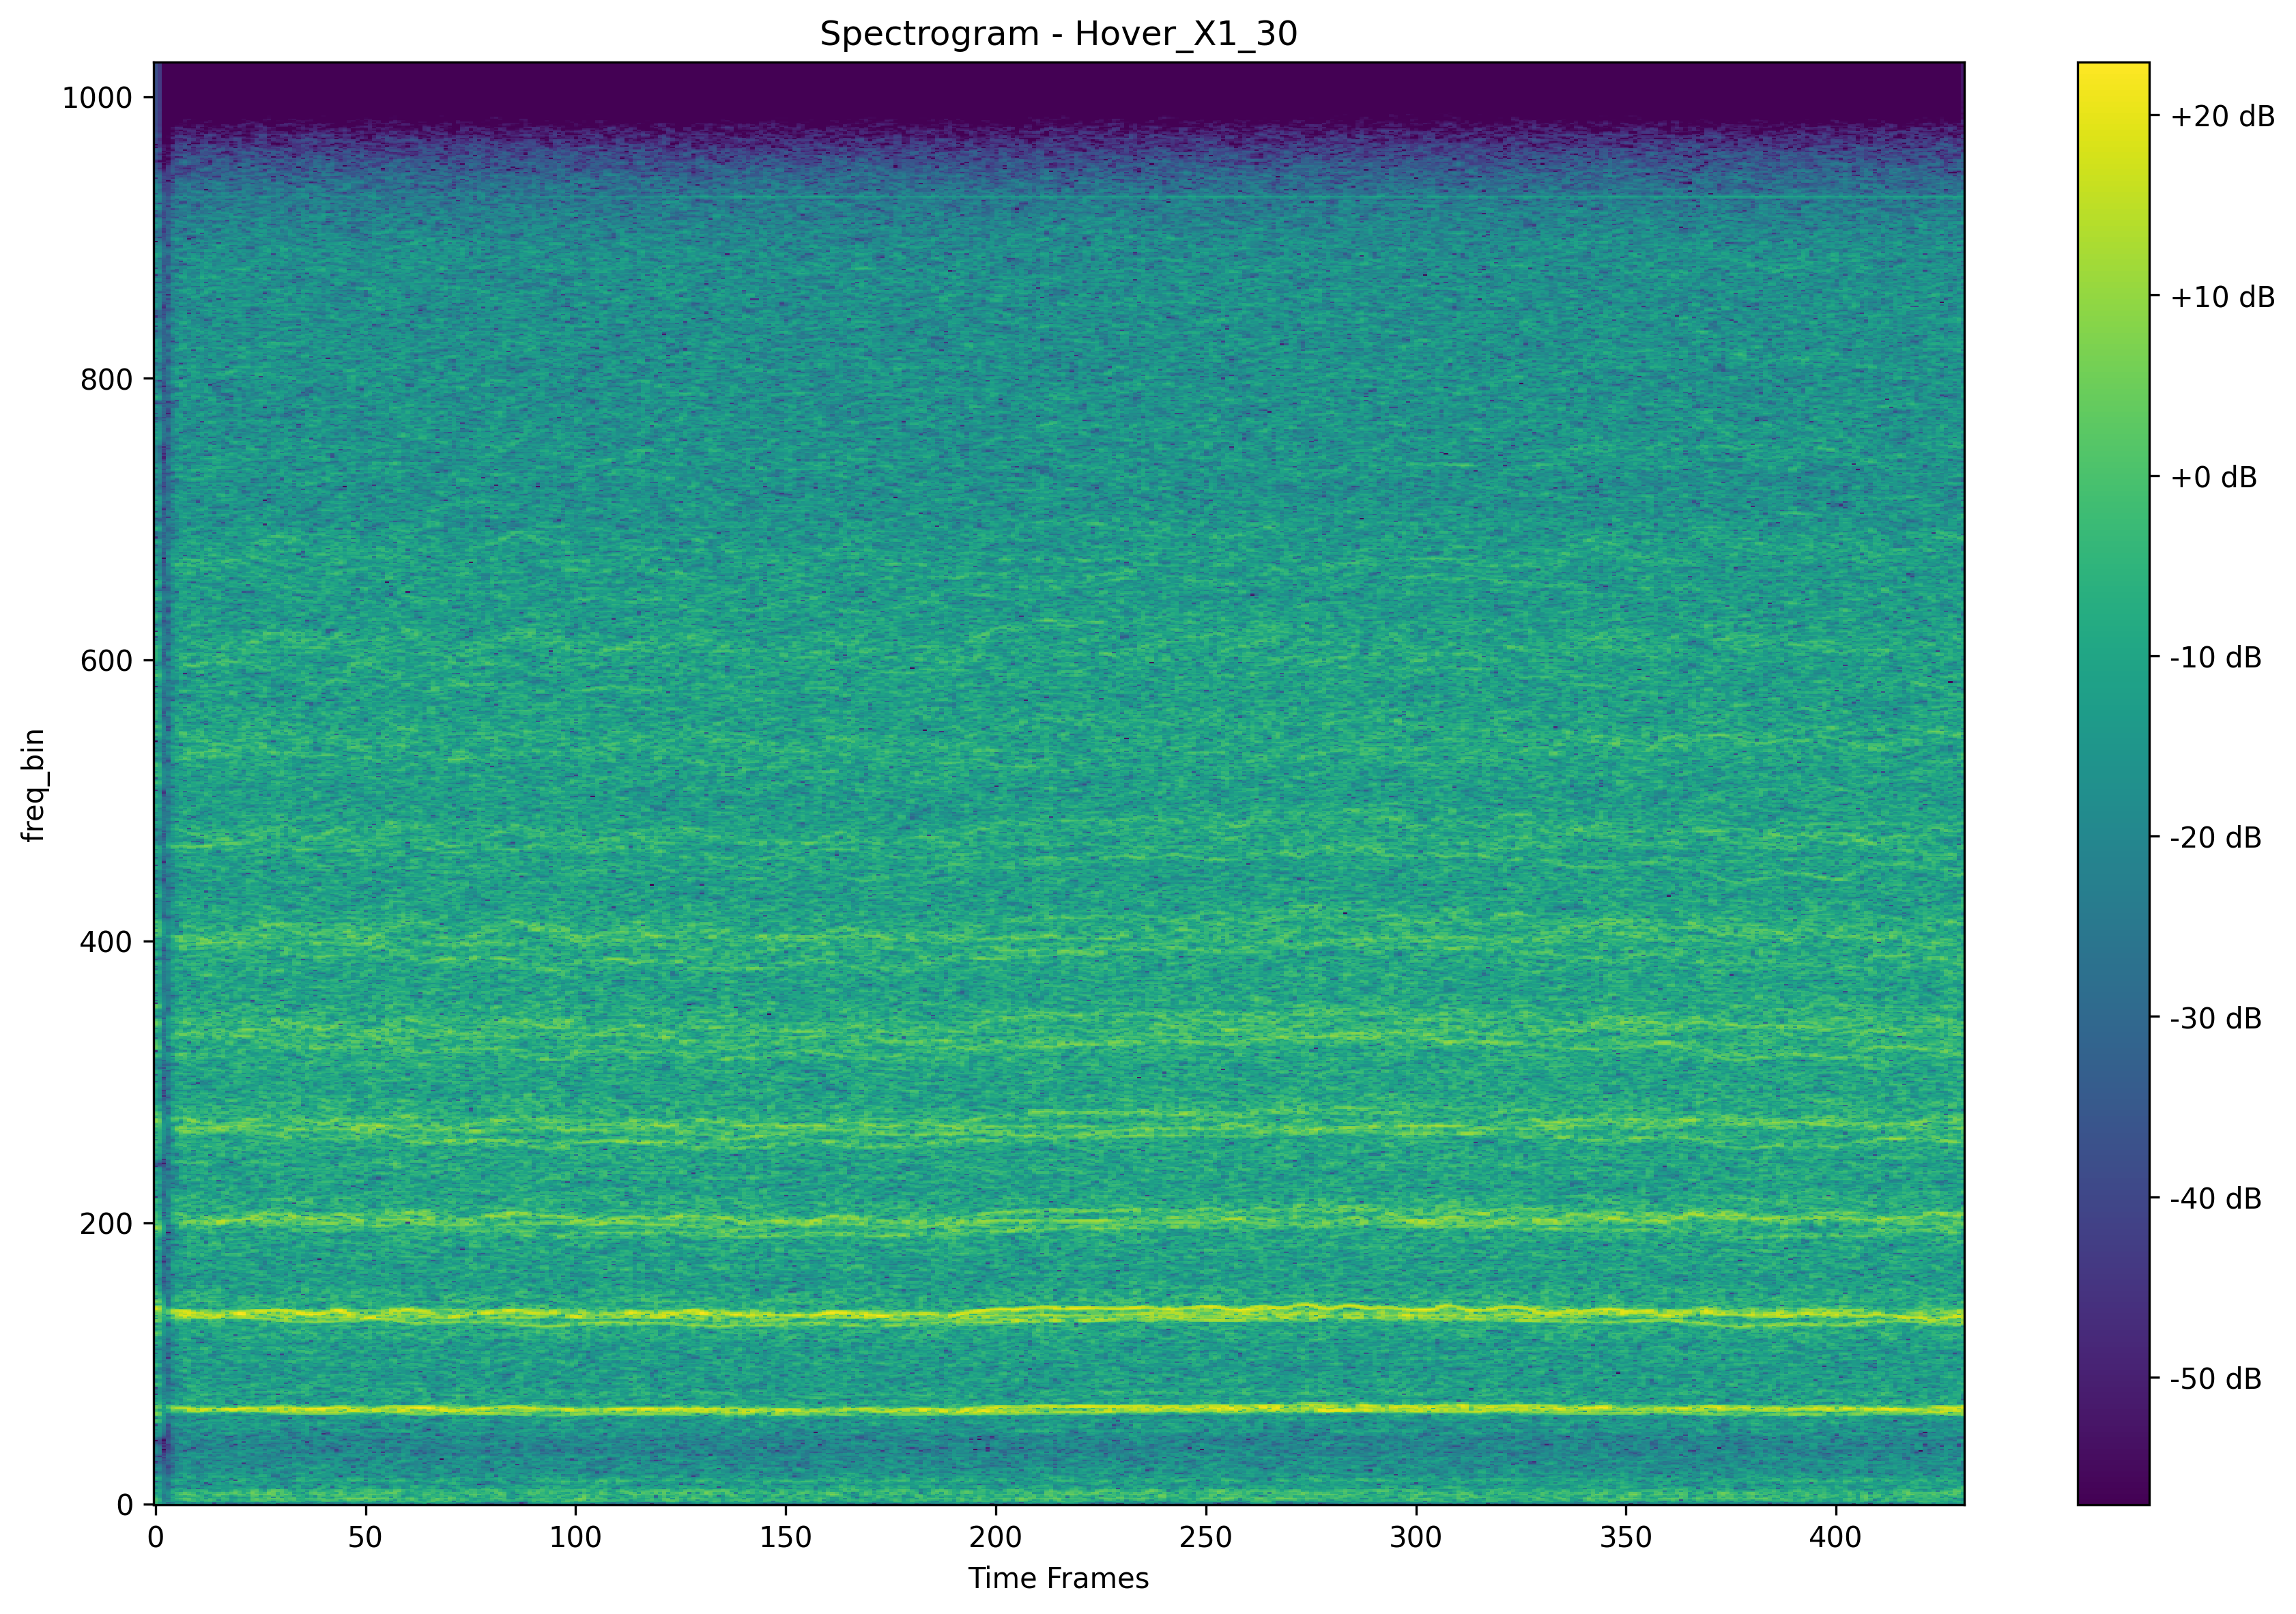 Spectrogram - Hover_X1_30
1000
800
600
400
200
0
freq_bin
0 50 100 150 200 250 300 350 400
Time Frames
+20 dB
+10 dB
+0 dB
-10 dB
-20 dB
-30 dB
-40 dB
-50 dB